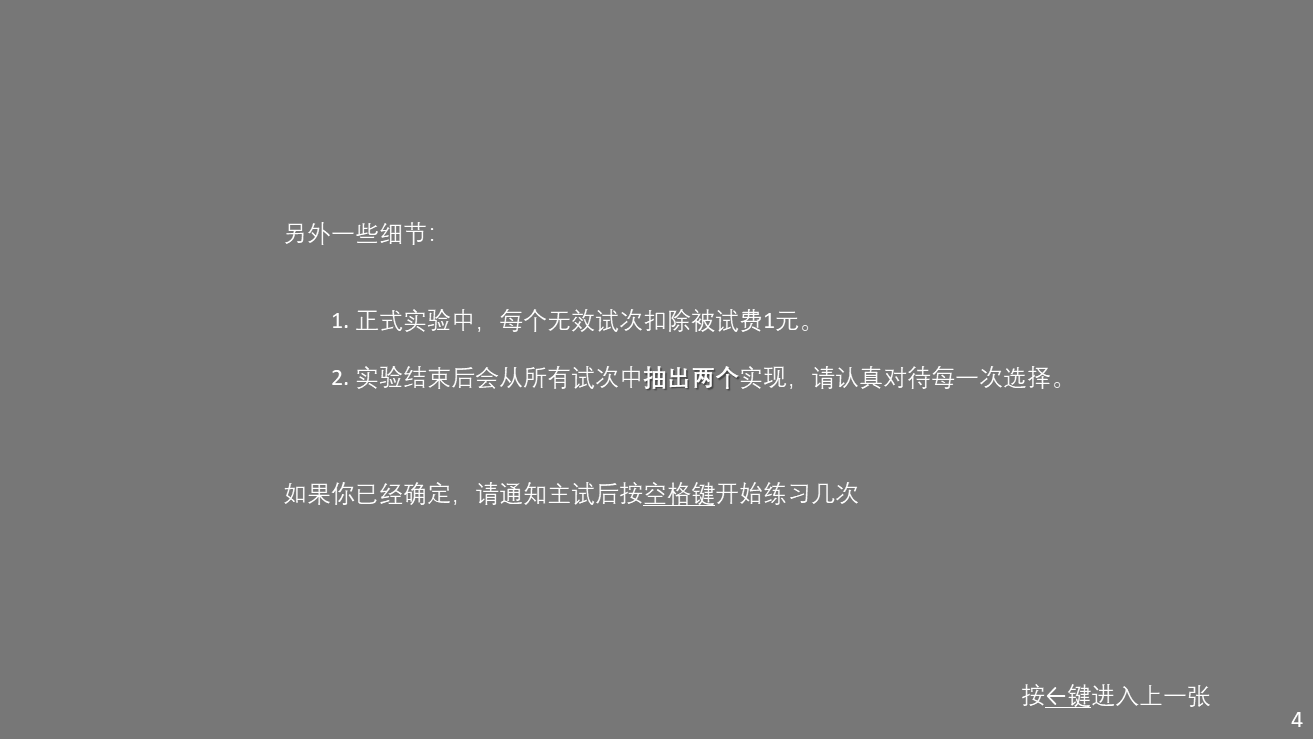 另外一些细节：
1. 正式实验中，每个无效试次扣除被试费1元。
2. 实验结束后会从所有试次中抽出两个实现，请认真对待每一次选择。
如果你已经确定，请通知主试后按空格键开始练习几次
按←键进入上一张
4